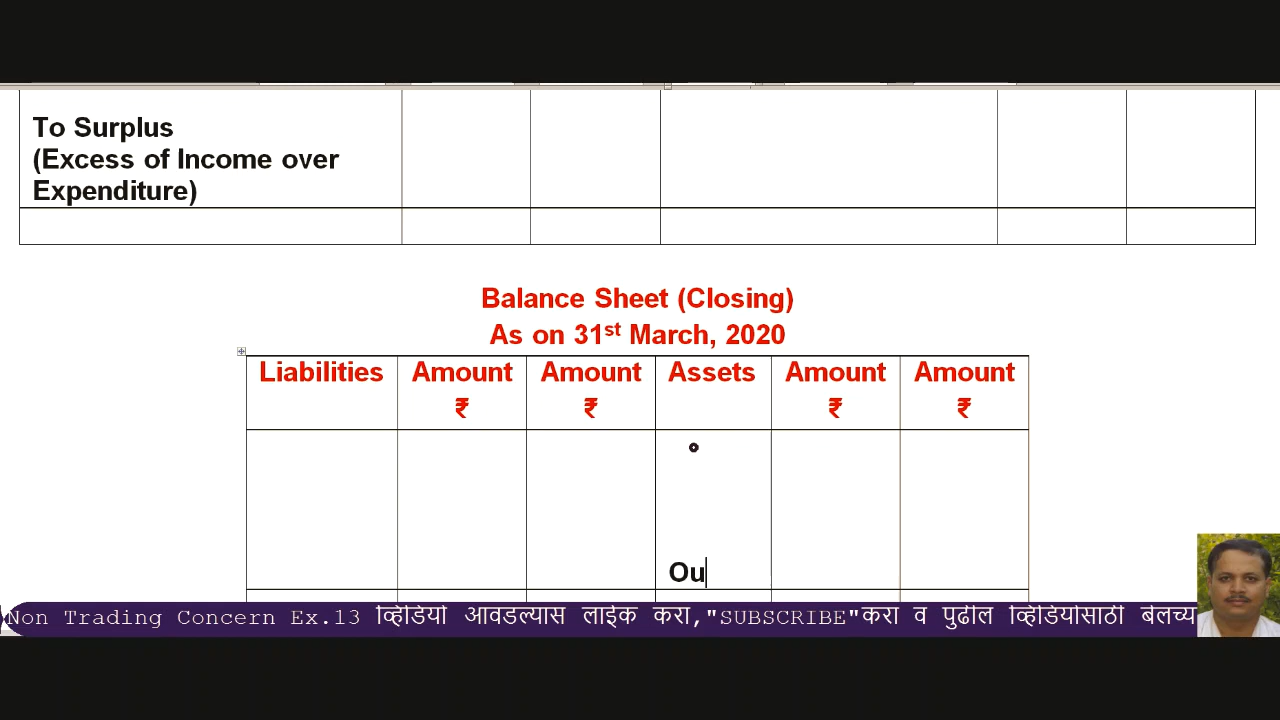 To Surplus
(Excess of Income over
Expenditure)
Balance Sheet (Closing)
As on 31st March, 2020
Liabilities Amount ₹ Amount ₹ Assets Amount ₹ Amount ₹
Ou
Non Trading Concern Ex.13 व्हिडियो आवडल्यास लाईक करा,"SUBSCRIBE"करा व पुढील व्हिडियोसाठी बेलच्य